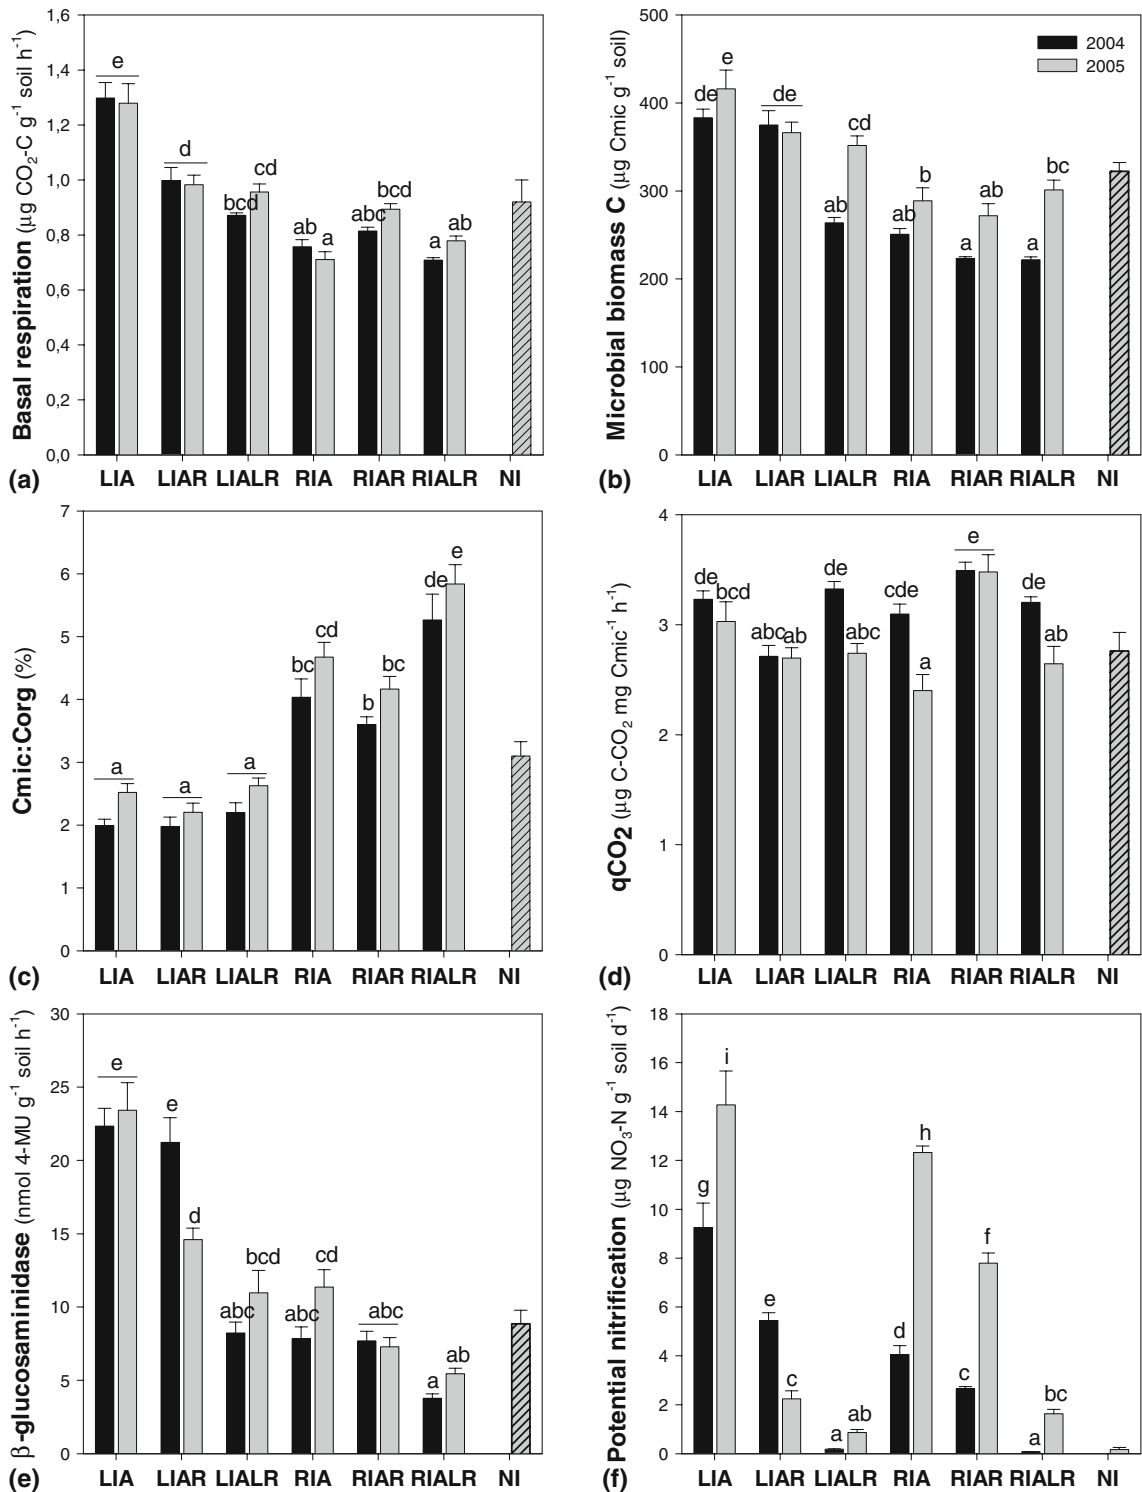 Basal respiration (µg CO₂-C g⁻¹ soil h⁻¹)
1,6
1,4
1,2
1,0
0,8
0,6
0,4
0,2
0,0
e
d
bcd
cd
ab
a
abc
bcd
a
ab
LIA LIAR LIALR RIA RIAR RIALR NI
(a)
Microbial biomass C (µg Cmic g⁻¹ soil)
500
400
300
200
100
0
2004
2005
de
e
de
ab
cd
ab
b
a
ab
a
bc
LIA LIAR LIALR RIA RIAR RIALR NI
(b)
Cmic:Corg (%)
7
6
5
4
3
2
1
0
a
a
a
bc
cd
b
bc
de
e
LIA LIAR LIALR RIA RIAR RIALR NI
(c)
qCO2 (µg C-CO₂ mg Cmic⁻¹ h⁻¹)
4
3
2
1
0
de
bcd
abc
ab
de
abc
cde
a
e
de
ab
LIA LIAR LIALR RIA RIAR RIALR NI
(d)
β-glucosaminidase (nmol 4-MU g⁻¹ soil h⁻¹)
30
25
20
15
10
5
0
e
e
d
abc
bcd
abc
cd
abc
a
ab
LIA LIAR LIALR RIA RIAR RIALR NI
(e)
Potential nitrification (µg NO₃-N g⁻¹ soil d⁻¹)
18
16
14
12
10
8
6
4
2
0
g
i
e
c
a
ab
d
h
c
f
a
bc
LIA LIAR LIALR RIA RIAR RIALR NI
(f)